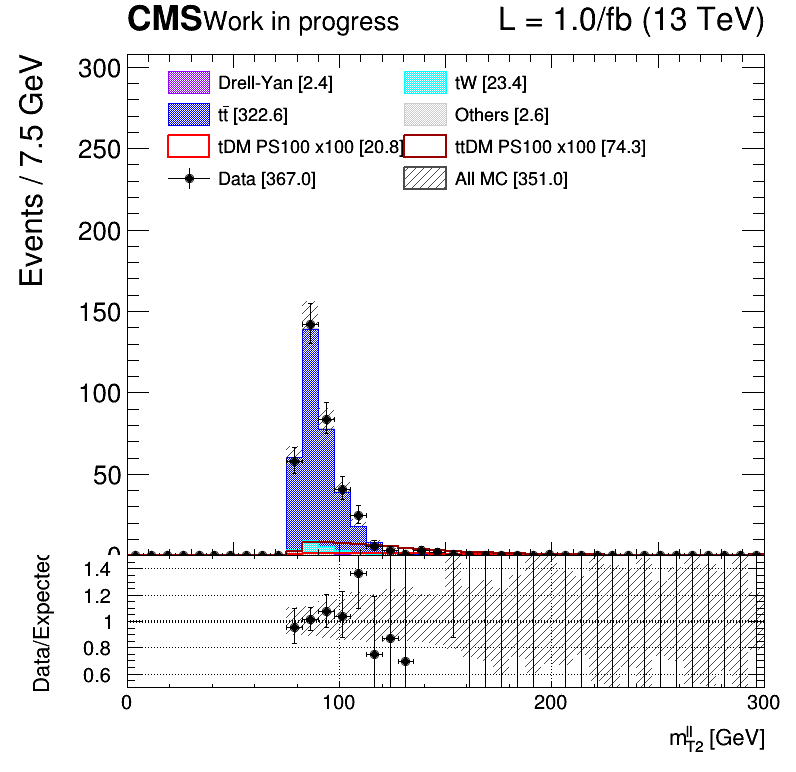 CMS Work in progress L = 1.0/fb (13 TeV)
Events / 7.5 GeV
300
250
200
150
100
50
0
Drell-Yan [2.4] tW [23.4]
tt̄ [322.6] Others [2.6]
tDM PS100 x100 [20.8] ttDM PS100 x100 [74.3]
Data [367.0] All MC [351.0]
Data/Expected
1.4
1.2
1
0.8
0.6
0 100 200 300
m_T2^ll [GeV]